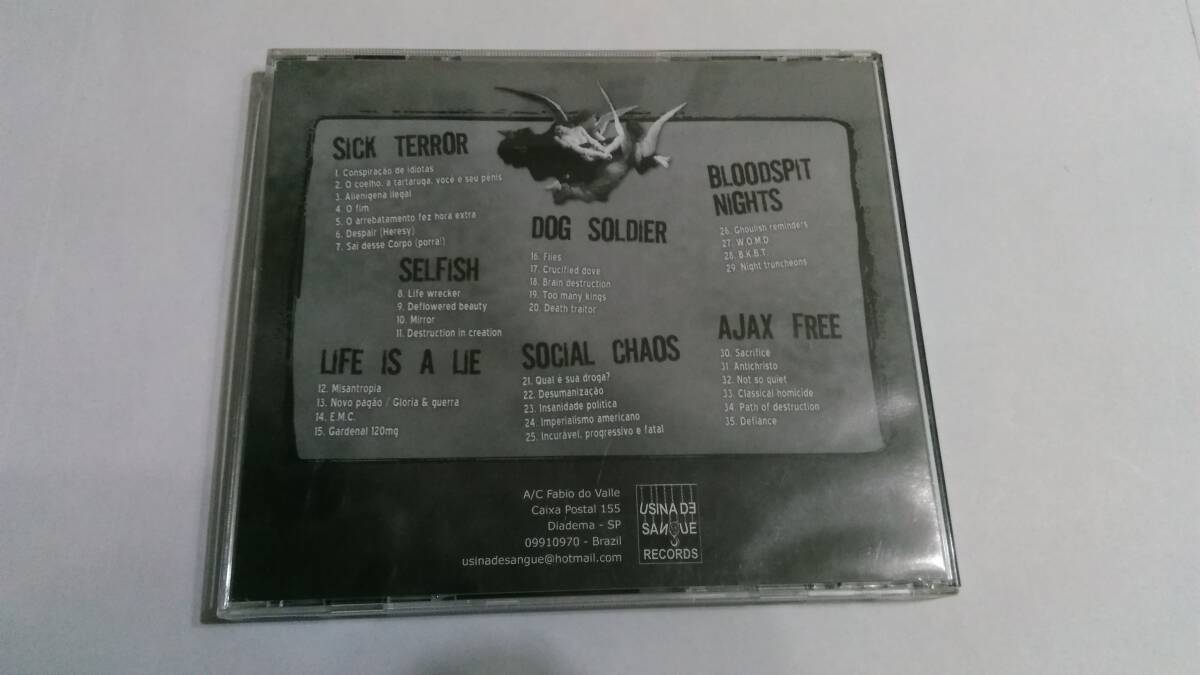 SICK TERROR
1. Conspiração de idiotas
2. O coelho, a tartaruga, você e seu pênis
3. Alienígena ilegal
4. O fim
5. O arrebatamento fez hora extra
6. Despair (Heresy)
7. Sai desse Corpo (porra!)
SELFISH
8. Life wrecker
9. Deflowered beauty
10. Mirror
11. Destruction in creation
LIFE IS A LIE
12. Misantropia
13. Novo págão / Gloria & guerra
14. E.M.C.
15. Gardenal 120mg
DOG SOLDIER
16. Flies
17. Crucified dove
18. Brain destruction
19. Too many kings
20. Death traitor
SOCIAL CHAOS
21. Qual é sua droga?
22. Desumanização
23. Insanidade política
24. Imperialismo americano
25. Incurável, progressivo e fatal
BLOODSPIT
NIGHTS
26. Ghoulish reminders
27. W.O.M.D
28. B.K.B.T.
29. Night truncheons
AJAX FREE
30. Sacrifice
31. Antichristo
32. Not so quiet
33. Classical homicide
34. Path of destruction
35. Defiance
A/C Fabio do Valle
Caixa Postal 155
Diadema - SP
09910970 - Brazil
usinadesangue@hotmail.com
USINA DE
SANGUE
RECORDS